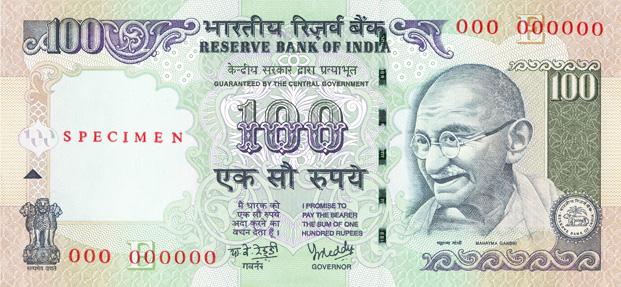 100 भारतीय रिज़र्व बैंक
RESERVE BANK OF INDIA
000 000000
E
केन्द्रीय सरकार द्वारा प्रत्याभूत
GUARANTEED BY THE CENTRAL GOVERNMENT
100
100
SPECIMEN
एक सौ रुपये
मैं धारक को
एक सौ रुपये
अदा करने का
वचन देता हूँ ।
I PROMISE TO
PAY THE BEARER
THE SUM OF ONE
HUNDRED RUPEES
गवर्नर
GOVERNOR
महात्मा गांधी MAHATMA GANDHI
सत्यमेव जयते
E
000 000000